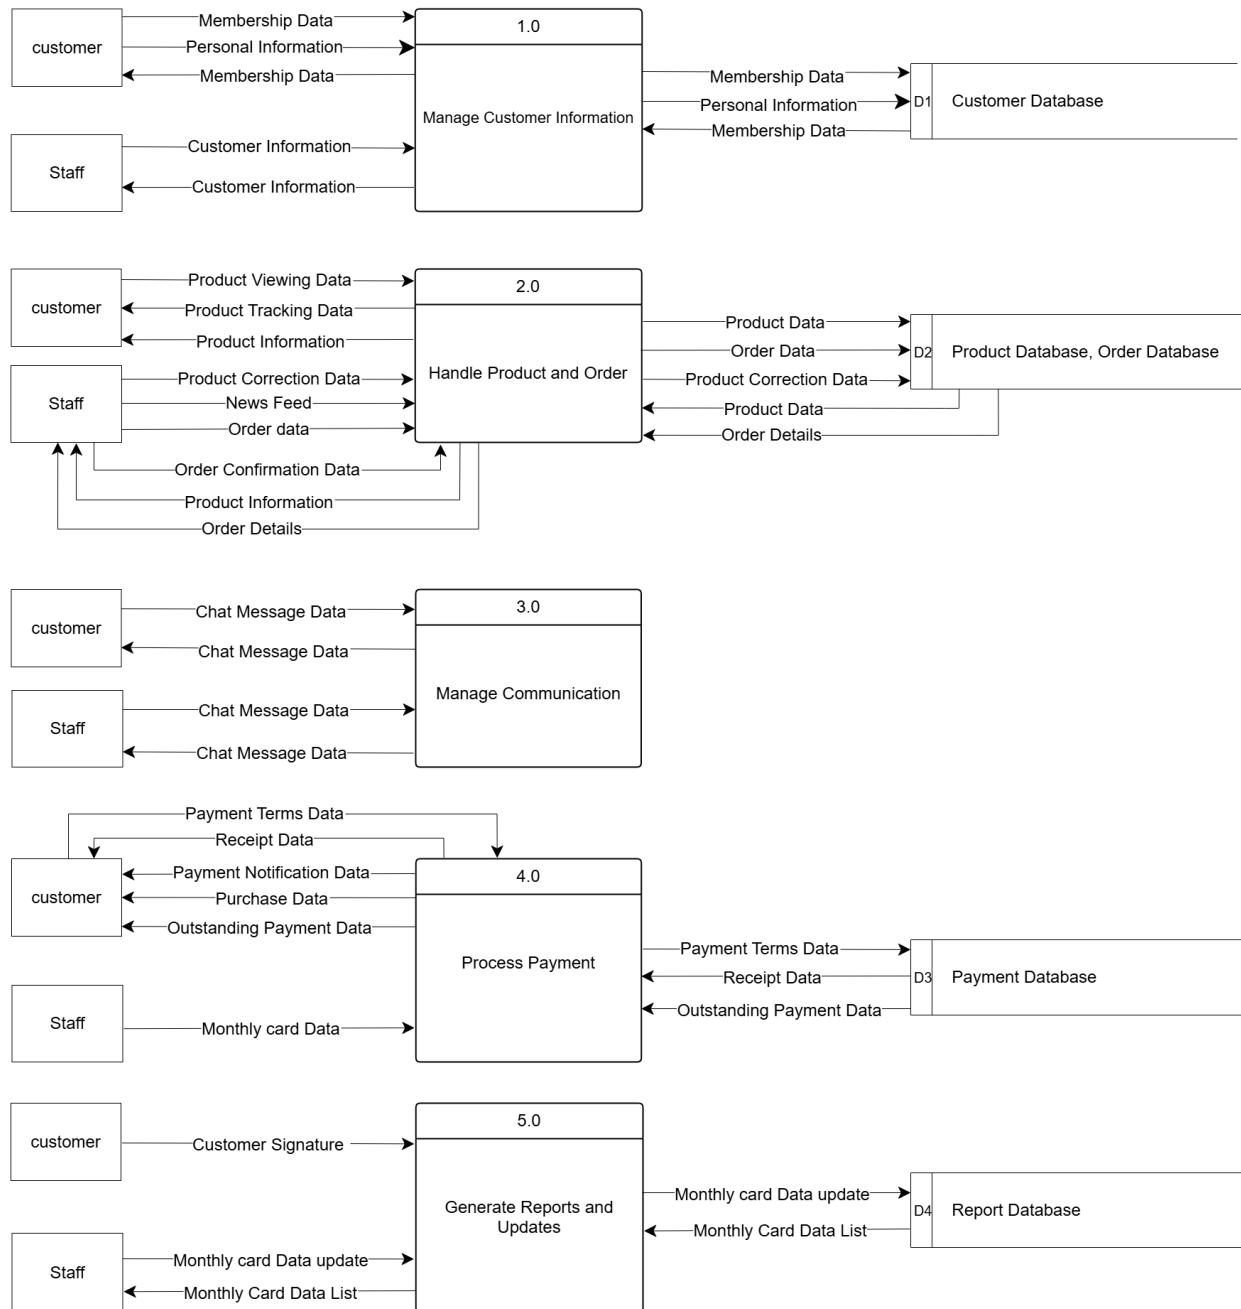 customer
Membership Data
Personal Information
Membership Data
1.0
Manage Customer Information
Membership Data
Personal Information
Membership Data
D1
Customer Database
Staff
Customer Information
Customer Information
customer
Product Viewing Data
Product Tracking Data
Product Information
2.0
Handle Product and Order
Product Data
Order Data
Product Correction Data
Product Data
Order Details
D2
Product Database, Order Database
Staff
Product Correction Data
News Feed
Order data
Order Confirmation Data
Product Information
Order Details
customer
Chat Message Data
Chat Message Data
3.0
Manage Communication
Staff
Chat Message Data
Chat Message Data
Payment Terms Data
Receipt Data
customer
Payment Notification Data
Purchase Data
Outstanding Payment Data
4.0
Process Payment
Payment Terms Data
Receipt Data
Outstanding Payment Data
D3
Payment Database
Staff
Monthly card Data
customer
Customer Signature
5.0
Generate Reports and
Updates
Monthly card Data update
Monthly Card Data List
D4
Report Database
Staff
Monthly card Data update
Monthly Card Data List